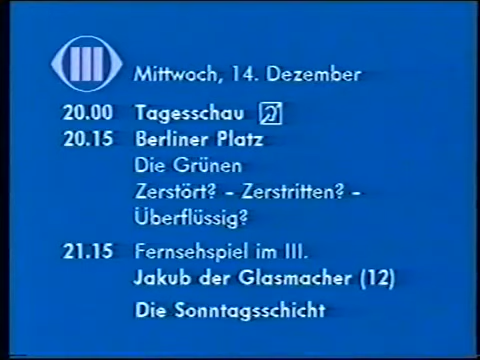 III
Mittwoch, 14. Dezember
20.00 Tagesschau
20.15 Berliner Platz
Die Grünen
Zerstört? - Zerstritten? -
Überflüssig?
21.15 Fernsehspiel im III.
Jakub der Glasmacher (12)
Die Sonntagsschicht